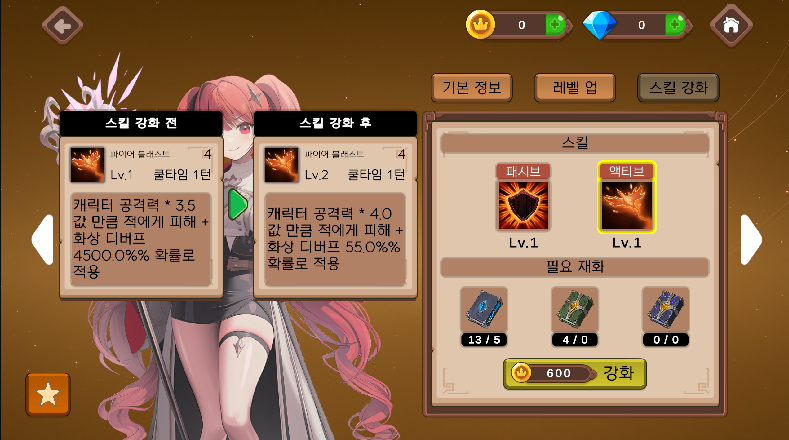 0
0
기본 정보
레벨 업
스킬 강화
스킬 강화 전
파이어 블래스트
4
Lv.1
쿨타임 1턴
캐릭터 공격력 * 3.5
값 만큼 적에게 피해 +
화상 디버프
4500.0%% 확률로
적용
스킬 강화 후
파이어 블래스트
4
Lv.2
쿨타임 1턴
캐릭터 공격력 * 4.0
값 만큼 적에게 피해 +
화상 디버프 55.0%%
확률로 적용
스킬
패시브
액티브
Lv.1
Lv.1
필요 재화
13 / 5
4 / 0
0 / 0
600
강화